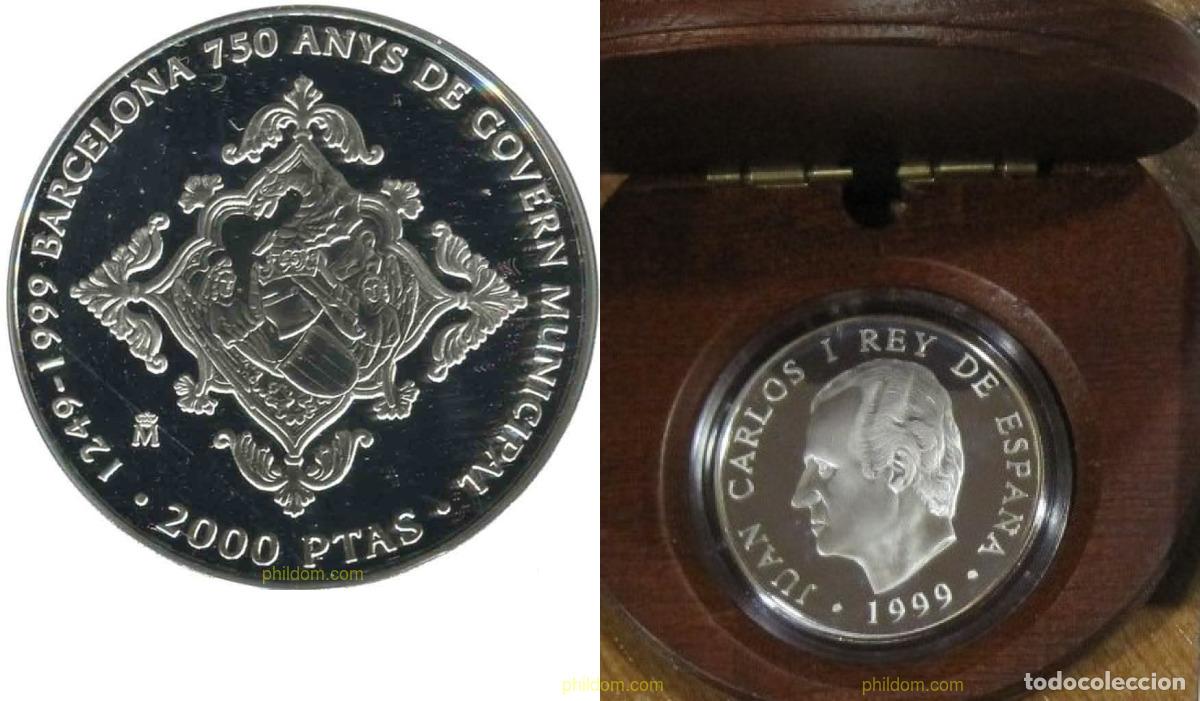 1249-1999 BARCELONA 750 ANYS DE GOVERN MUNICIPAL
• 2000 PTAS •
M
phildom.com
JUAN CARLOS I REY DE ESPAÑA
• 1999 •
phildom.com
phildom.com
todocoleccion